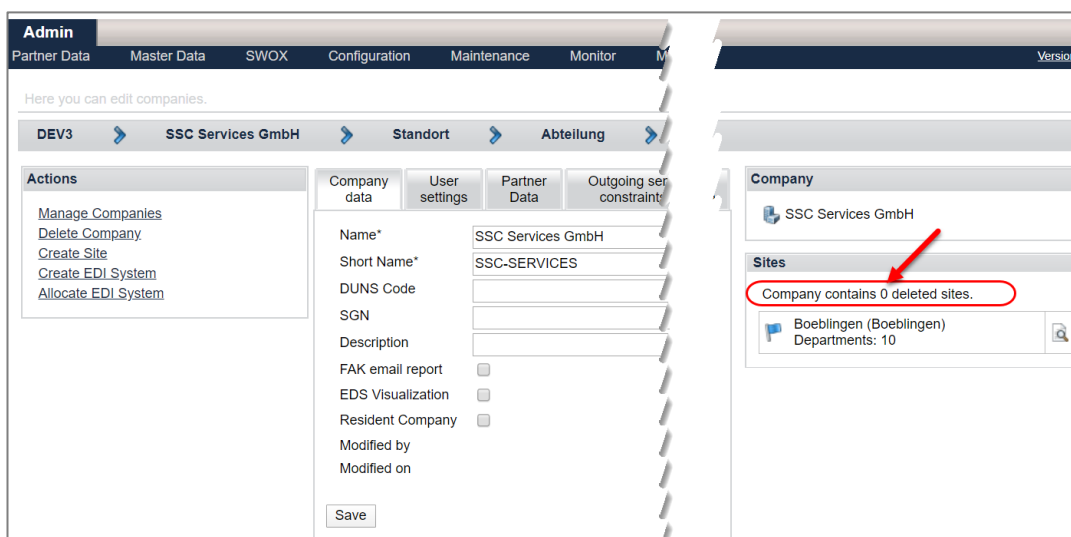 Admin
Partner Data Master Data SWOX Configuration Maintenance Monitor M
Version
Here you can edit companies.
DEV3 SSC Services GmbH Standort Abteilung
Actions
Manage Companies
Delete Company
Create Site
Create EDI System
Allocate EDI System
Company data
User settings
Partner Data
Outgoing ser
constraints
Name* SSC Services GmbH
Short Name* SSC-SERVICES
DUNS Code
SGN
Description
FAK email report
EDS Visualization
Resident Company
Modified by
Modified on
Save
Company
SSC Services GmbH
Sites
Company contains 0 deleted sites.
Boeblingen (Boeblingen)
Departments: 10